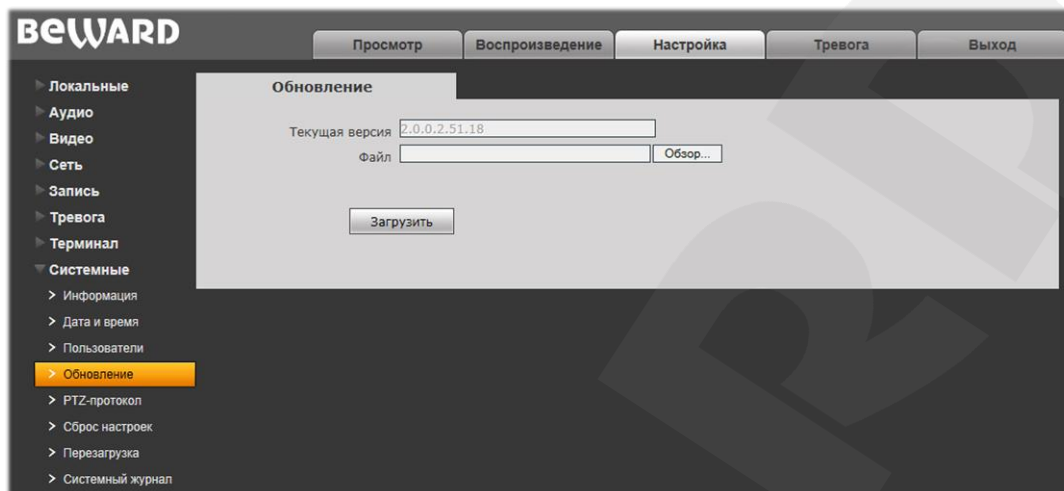 BEWARD
Просмотр
Воспроизведение
Настройка
Тревога
Выход
Локальные
Аудио
Видео
Сеть
Запись
Тревога
Терминал
Системные
Информация
Дата и время
Пользователи
Обновление
PTZ-протокол
Сброс настроек
Перезагрузка
Системный журнал
Обновление
Текущая версия 2.0.0.2.51.18
Файл Обзор...
Загрузить